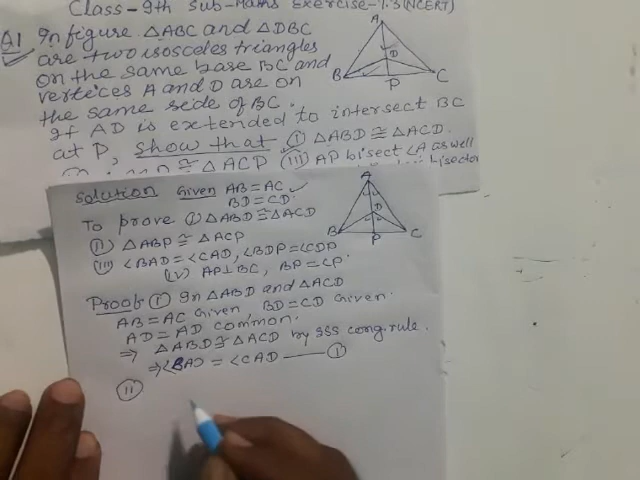 Class-9th Sub-Maths Exercise-7.3 (NCERT)
Q1 In figure △ABC and △DBC
are two isosceles triangles
on the same base BC and
vertices A and D are on
the same side of BC.
If AD is extended to intersect BC
at P, show that (i) △ABD ≅ △ACD.
≅ △ACP (iii) AP bisect ∠A as well
bisector
A
D
B
P
C
Solution Given AB=AC ✓
BD=CD.
To prove (i) △ABD≅△ACD
(ii) △ABP ≅ △ACP
(iii) ∠BAD=∠CAD, ∠BDP=∠CDP
(iv) AP⊥BC, BP=CP.
A
D
B
P
C
Proof: (i) In △ABD and △ACD
AB=AC Given, BD=CD Given.
AD=AD common.
⇒ △ABD≅△ACD by sss cong. rule.
⇒∠BAD = ∠CAD —— (i)
(ii)